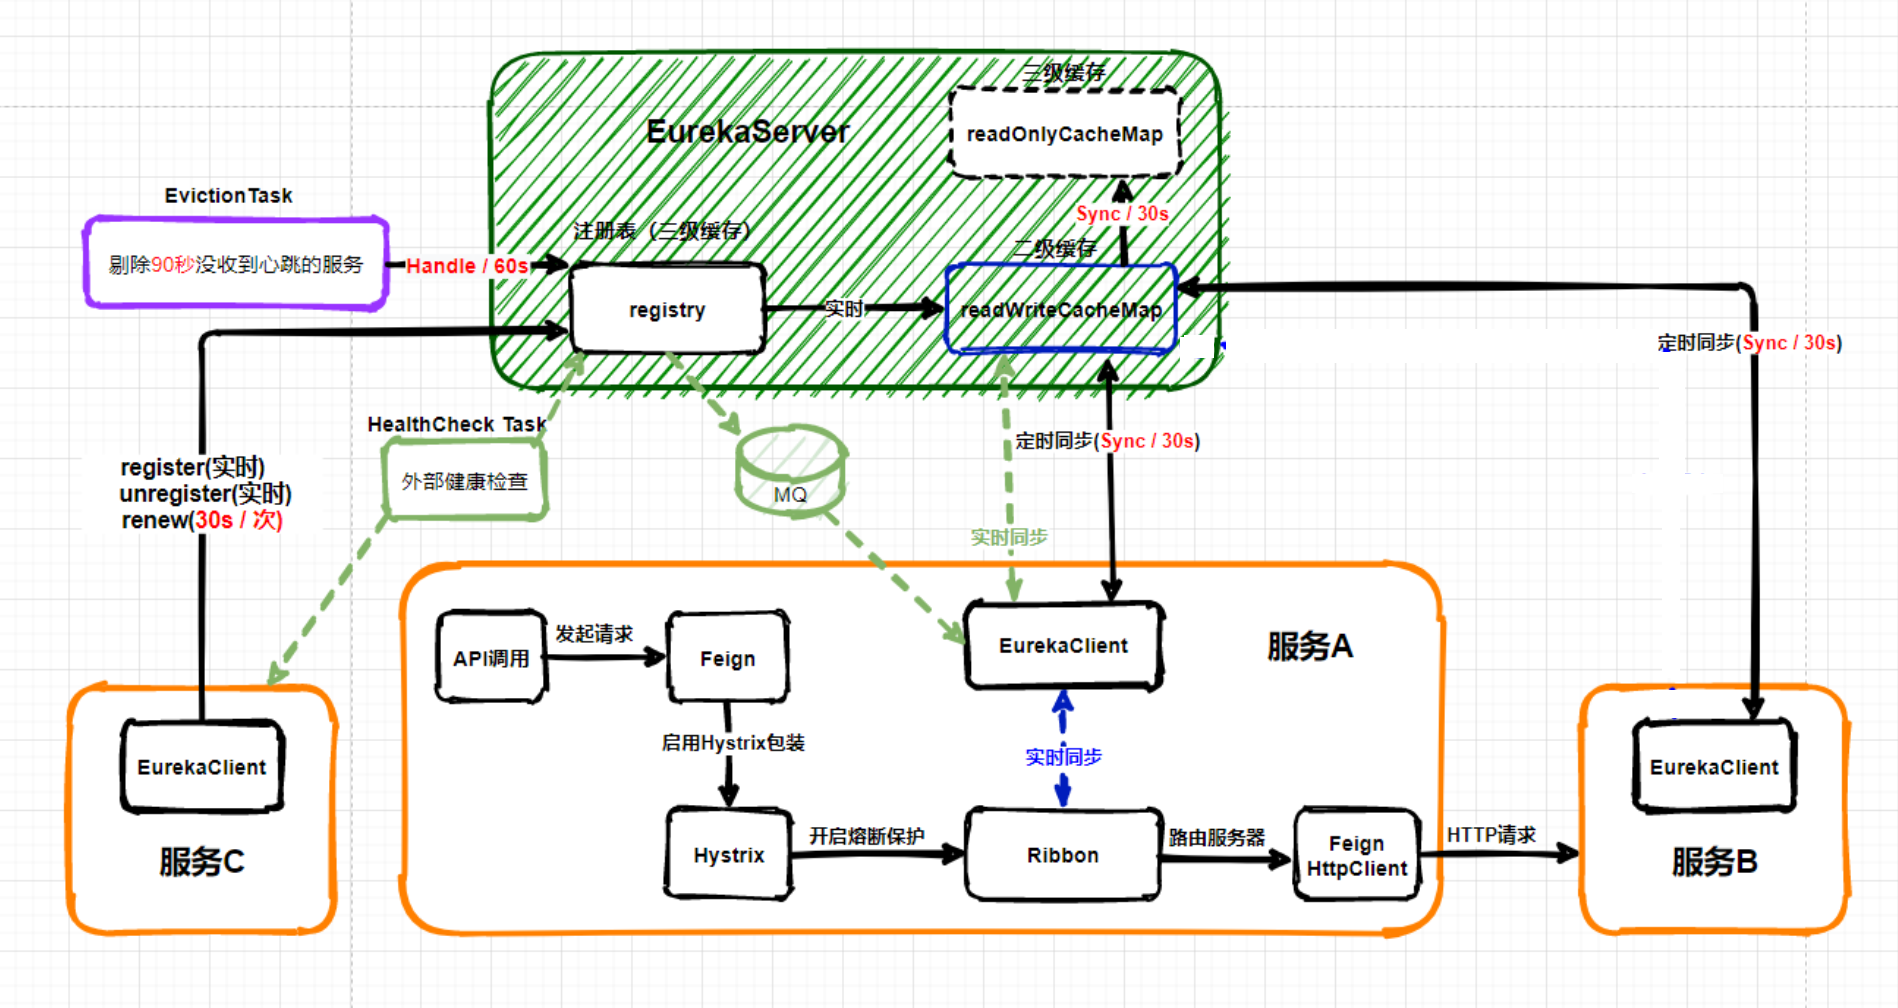 三级缓存
EurekaServer
readOnlyCacheMap
EvictionTask
Sync / 30s
注册表（三级缓存）
二级缓存
剔除90秒没收到心跳的服务
Handle / 60s
registry
实时
readWriteCacheMap
定时同步(Sync / 30s)
HealthCheck Task
定时同步(Sync / 30s)
register(实时)
unregister(实时)
renew(30s / 次)
外部健康检查
MQ
实时同步
API调用
发起请求
Feign
EurekaClient
服务A
启用Hystrix包装
实时同步
EurekaClient
服务C
Hystrix
开启熔断保护
Ribbon
路由服务器
Feign
HttpClient
HTTP请求
EurekaClient
服务B